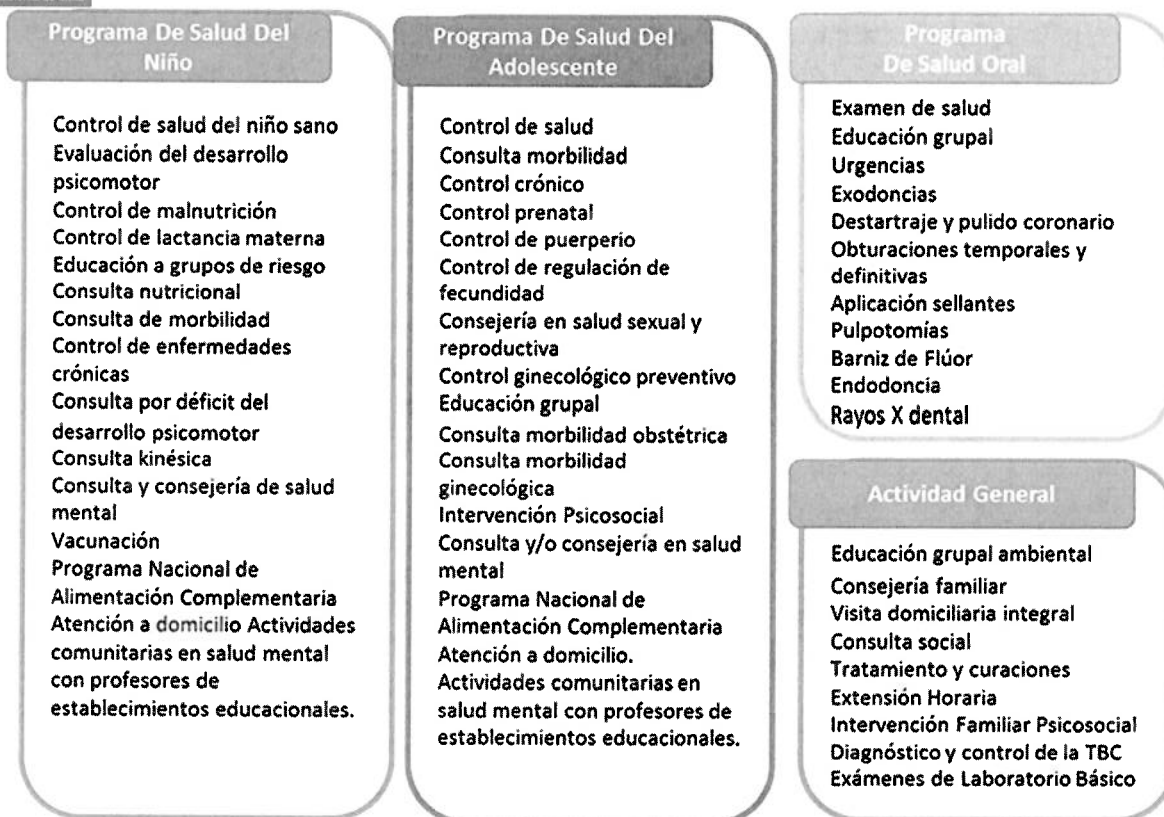 Programa De Salud Del
Niño
Control de salud del niño sano
Evaluación del desarrollo
psicomotor
Control de malnutrición
Control de lactancia materna
Educación a grupos de riesgo
Consulta nutricional
Consulta de morbilidad
Control de enfermedades
crónicas
Consulta por déficit del
desarrollo psicomotor
Consulta kinésica
Consulta y consejería de salud
mental
Vacunación
Programa Nacional de
Alimentación Complementaria
Atención a domicilio Actividades
comunitarias en salud mental
con profesores de
establecimientos educacionales.
Programa De Salud Del
Adolescente
Control de salud
Consulta morbilidad
Control crónico
Control prenatal
Control de puerperio
Control de regulación de
fecundidad
Consejería en salud sexual y
reproductiva
Control ginecológico preventivo
Educación grupal
Consulta morbilidad obstétrica
Consulta morbilidad
ginecológica
Intervención Psicosocial
Consulta y/o consejería en salud
mental
Programa Nacional de
Alimentación Complementaria
Atención a domicilio.
Actividades comunitarias en
salud mental con profesores de
establecimientos educacionales.
Programa
De Salud Oral
Examen de salud
Educación grupal
Urgencias
Exodoncias
Destartraje y pulido coronario
Obturaciones temporales y
definitivas
Aplicación sellantes
Pulpotomías
Barniz de Flúor
Endodoncia
Rayos X dental
Actividad General
Educación grupal ambiental
Consejería familiar
Visita domiciliaria integral
Consulta social
Tratamiento y curaciones
Extensión Horaria
Intervención Familiar Psicosocial
Diagnóstico y control de la TBC
Exámenes de Laboratorio Básico